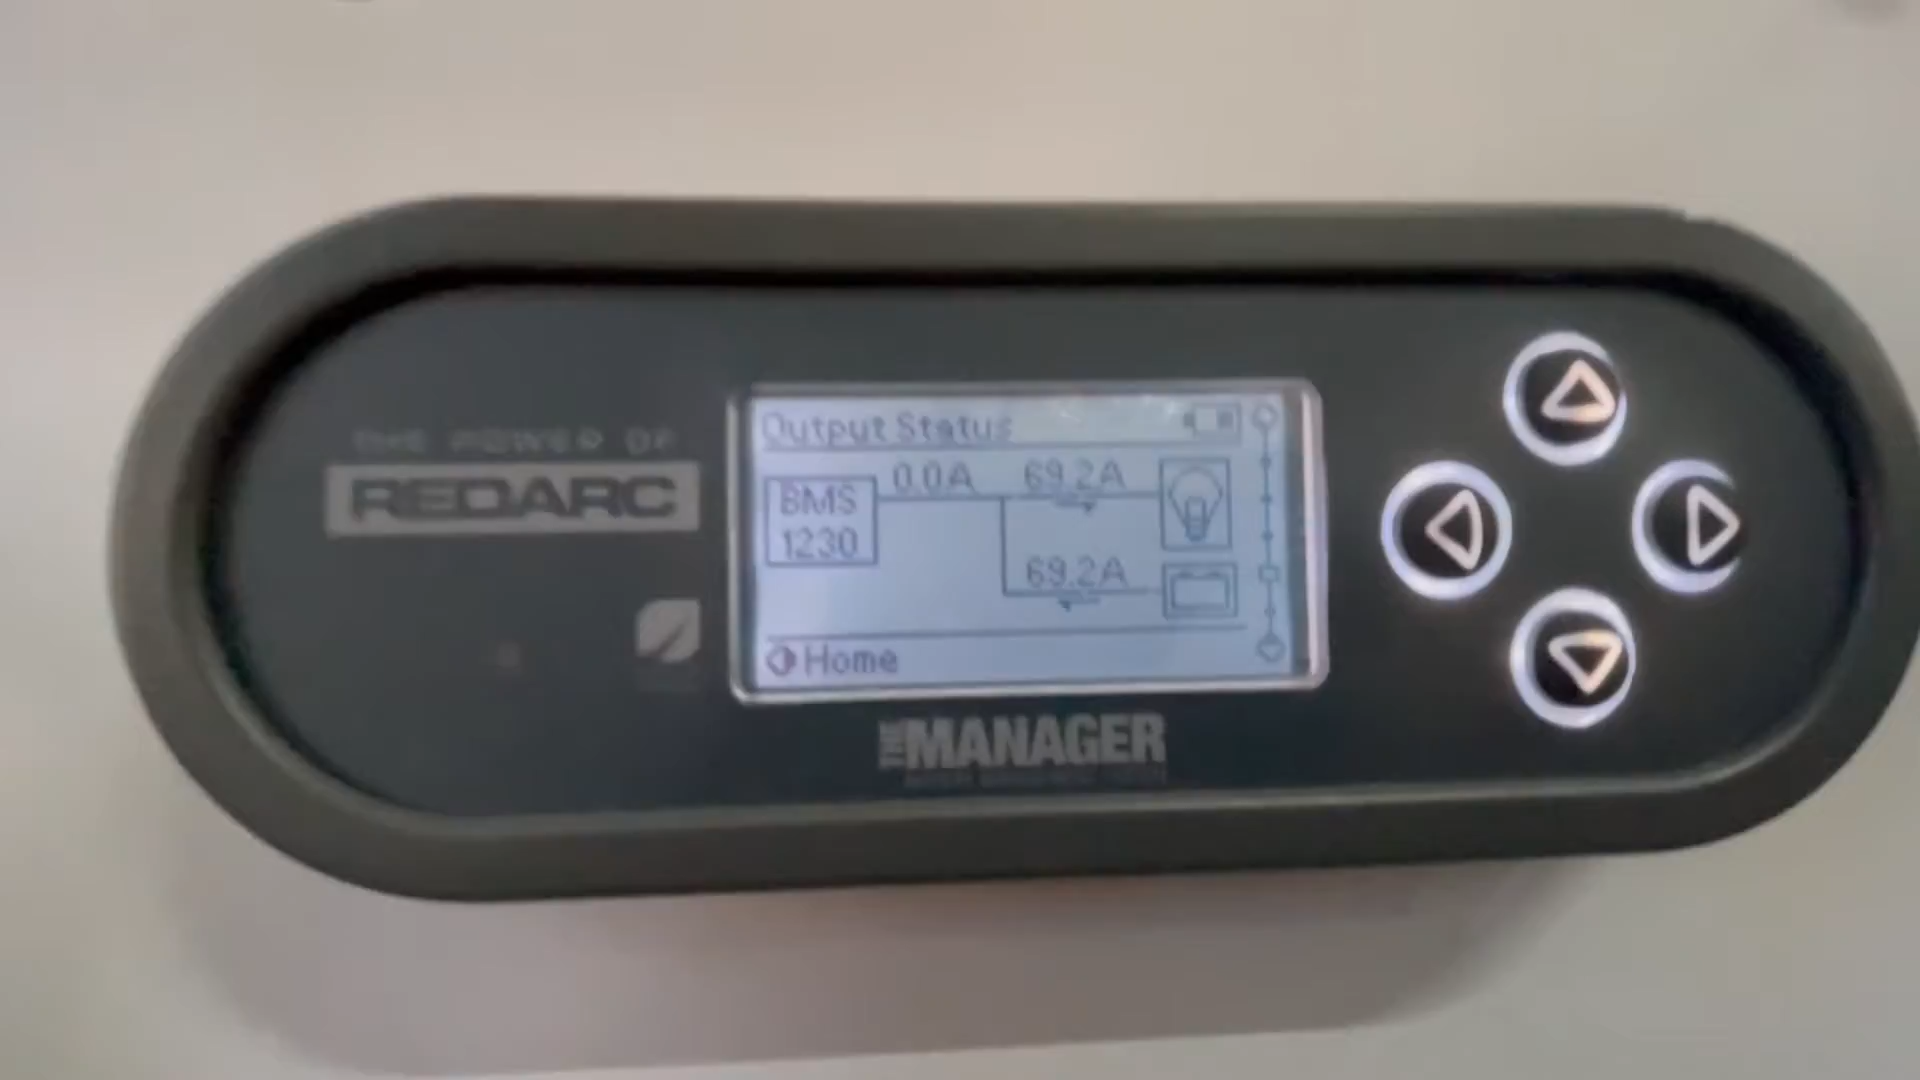 THE POWER OF
REDARC
Output Status
0.0A
69.2A
BMS
1230
69.2A
Home
THE MANAGER